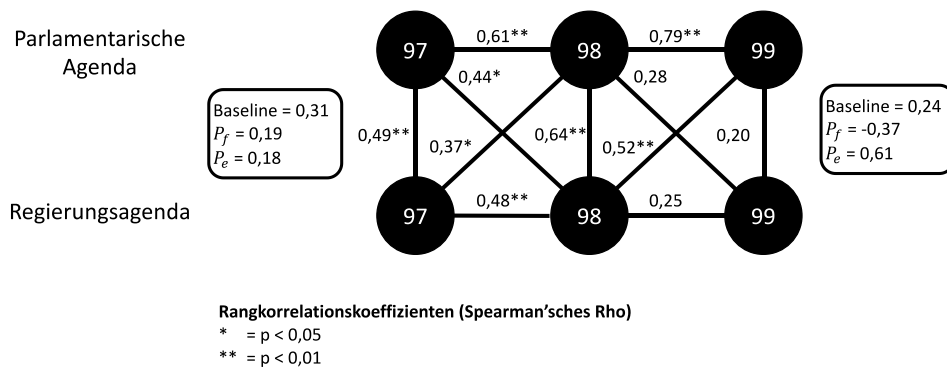 Parlamentarische
Agenda
97
0,61**
98
0,79**
99
0,44*
0,28
Baseline = 0,31
P_f = 0,19
P_e = 0,18
0,49**
0,37*
0,64**
0,52**
0,20
Baseline = 0,24
P_f = -0,37
P_e = 0,61
Regierungsagenda
97
0,48**
98
0,25
99
Rangkorrelationskoeffizienten (Spearman’sches Rho)
* = p < 0,05
** = p < 0,01